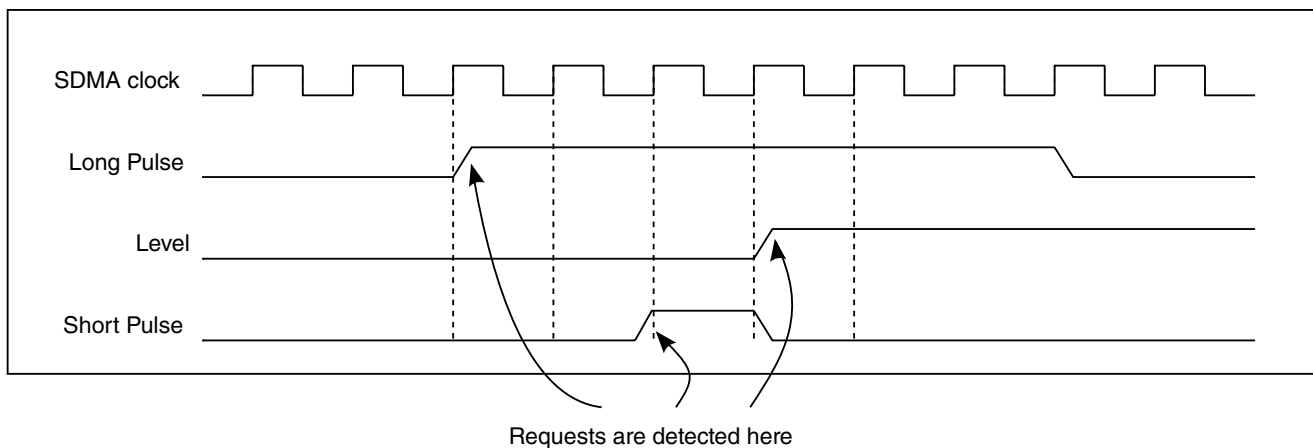 SDMA clock
Long Pulse
Level
Short Pulse
Requests are detected here